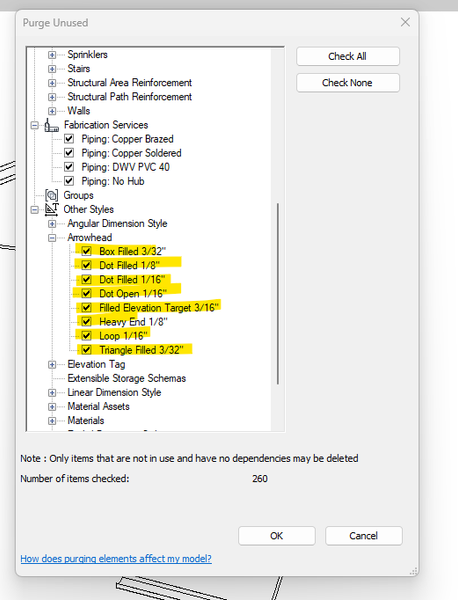 Purge Unused
Sprinklers
Stairs
Structural Area Reinforcement
Structural Path Reinforcement
Walls
Fabrication Services
Piping: Copper Brazed
Piping: Copper Soldered
Piping: DWV PVC 40
Piping: No Hub
Groups
Other Styles
Angular Dimension Style
Arrowhead
Box Filled 3/32"
Dot Filled 1/8"
Dot Filled 1/16"
Dot Open 1/16"
Filled Elevation Target 3/16"
Heavy End 1/8"
Loop 1/16"
Triangle Filled 3/32"
Elevation Tag
Extensible Storage Schemas
Linear Dimension Style
Material Assets
Materials
Check All
Check None
Note : Only items that are not in use and have no dependencies may be deleted
Number of items checked: 260
OK Cancel
How does purging elements affect my model?